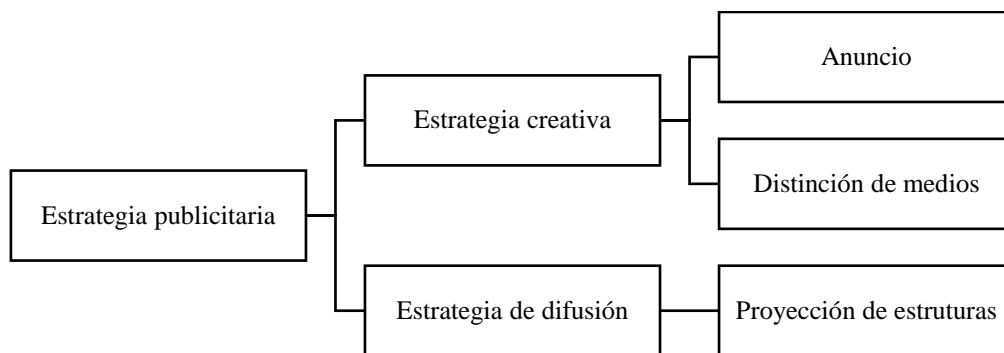 Anuncio
Estrategia creativa
Distinción de medios
Estrategia publicitaria
Estrategia de difusión
Proyección de estruturas